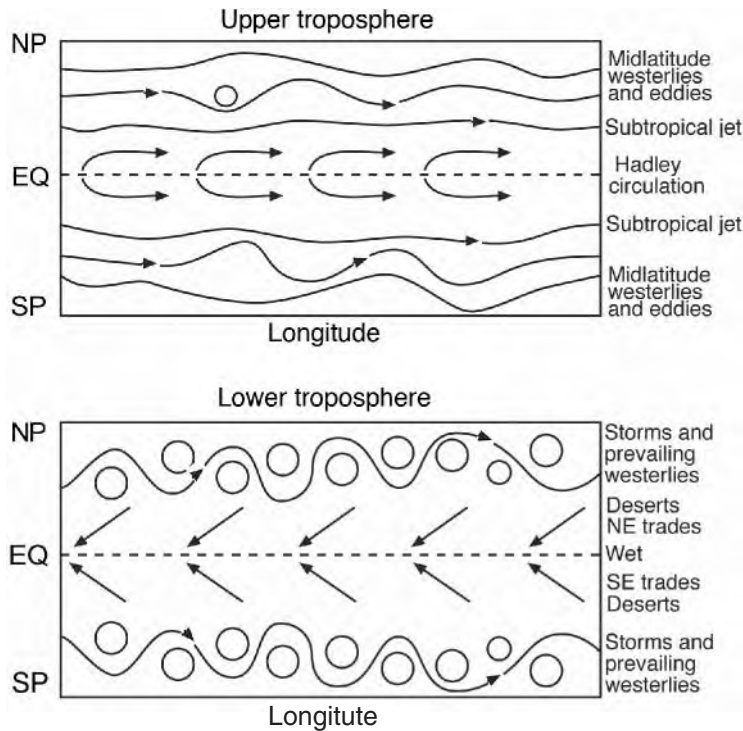 Upper troposphere
NP
Midlatitude
westerlies
and eddies
Subtropical jet
EQ
Hadley
circulation
Subtropical jet
Midlatitude
westerlies
and eddies
SP
Longitude
Lower troposphere
NP
Storms and
prevailing
westerlies
Deserts
NE trades
EQ
Wet
SE trades
Deserts
Storms and
prevailing
westerlies
SP
Longitute